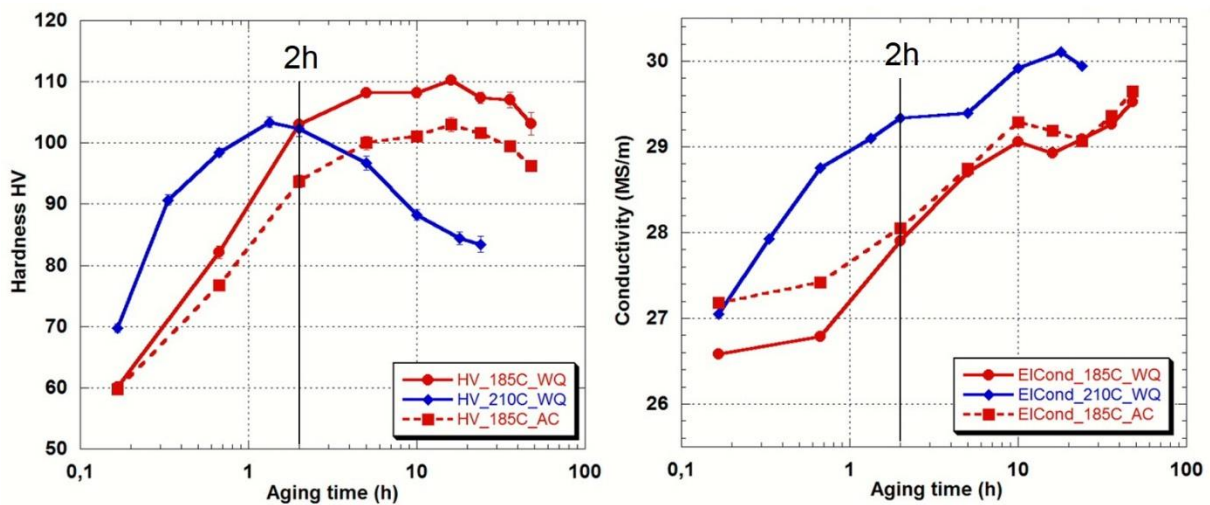 2h
Hardness HV
120
110
100
90
80
70
60
50
0,1
1
10
100
Aging time (h)
HV_185C_WQ
HV_210C_WQ
HV_185C_AC
2h
Conductivity (MS/m)
30
29
28
27
26
0,1
1
10
100
Aging time (h)
ElCond_185C_WQ
ElCond_210C_WQ
ElCond_185C_AC